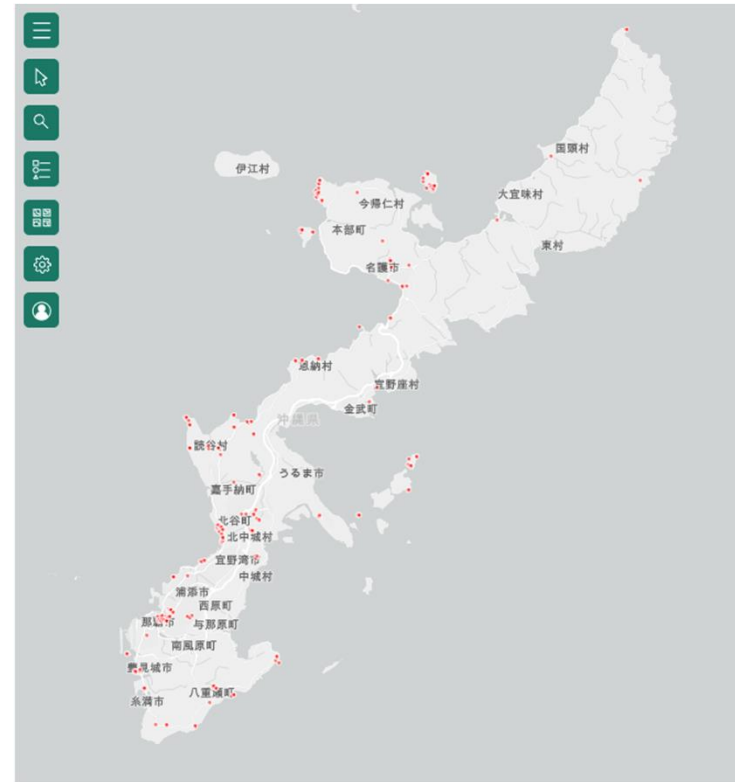 国頭村
伊江村
大宜味村
今帰仁村
本部町
東村
名護市
恩納村
宜野座村
金武町
沖縄県
読谷村
うるま市
嘉手納町
北谷町
北中城村
宜野湾市
中城村
浦添市
西原町
那覇市
与那原町
南風原町
豊見城市
八重瀬町
糸満市